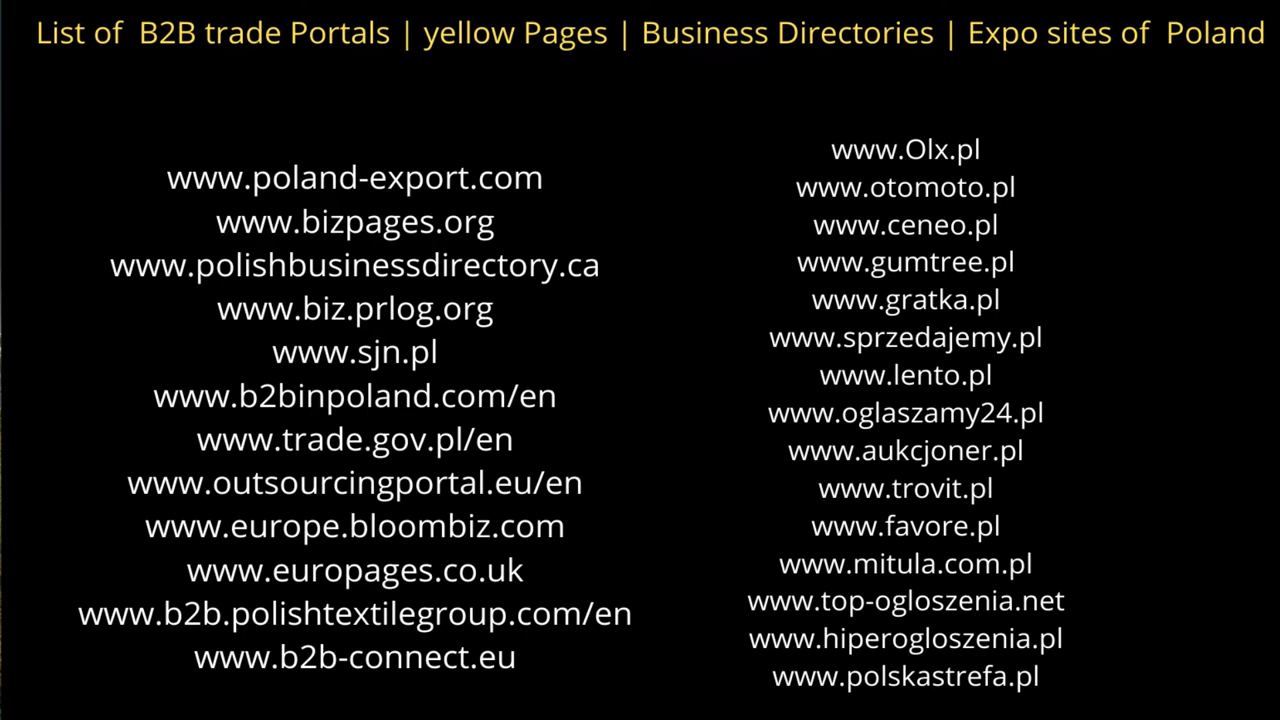 List of B2B trade Portals | yellow Pages | Business Directories | Expo sites of Poland
www.poland-export.com
www.bizpages.org
www.polishbusinessdirectory.ca
www.biz.prlog.org
www.sjn.pl
www.b2binpoland.com/en
www.trade.gov.pl/en
www.outsourcingportal.eu/en
www.europe.bloombiz.com
www.europages.co.uk
www.b2b.polishtextilegroup.com/en
www.b2b-connect.eu
www.Olx.pl
www.otomoto.pl
www.ceneo.pl
www.gumtree.pl
www.gratka.pl
www.sprzedajemy.pl
www.lento.pl
www.oglaszamy24.pl
www.aukcjoner.pl
www.trovit.pl
www.favore.pl
www.mitula.com.pl
www.top-ogloszenia.net
www.hiperogloszenia.pl
www.polskastrefa.pl